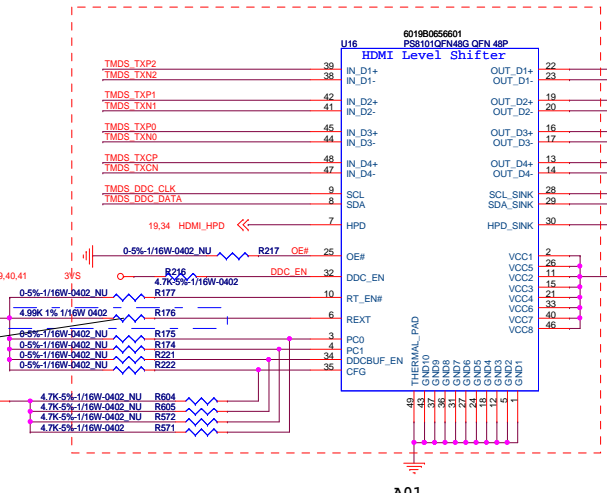 6019B0656601
U16 PS8101QFN48G QFN 48P
HDMI Level Shifter
TMDS_TXP2 39 IN_D1+ OUT_D1+ 22
TMDS_TXN2 38 IN_D1- OUT_D1- 23
TMDS_TXP1 42 IN_D2+ OUT_D2+ 19
TMDS_TXN1 41 IN_D2- OUT_D2- 20
TMDS_TXP0 45 IN_D3+ OUT_D3+ 16
TMDS_TXN0 44 IN_D3- OUT_D3- 17
TMDS_TXCP 48 IN_D4+ OUT_D4+ 13
TMDS_TXCN 47 IN_D4- OUT_D4- 14
TMDS_DDC_CLK 9 SCL SCL_SINK 28
TMDS_DDC_DATA 8 SDA SDA_SINK 29
19,34 HDMI_HPD 7 HPD HPD_SINK 30
0-5%-1/16W-0402_NU R217 OE# 25 OE# VCC1 2
VCC5 26
39,40,41 3VS R216 DDC_EN 32 DDC_EN VCC2 11
4.7K-5%-1/16W-0402 VCC3 15
0-5%-1/16W-0402_NU R177 10 RT_EN# VCC4 21
VCC6 33
4.99K 1% 1/16W 0402 R176 6 REXT VCC7 40
VCC8 46
0-5%-1/16W-0402_NU R175 3 PC0
0-5%-1/16W-0402_NU R174 4 PC1
0-5%-1/16W-0402_NU R221 34 DDCBUF_EN
0-5%-1/16W-0402_NU R222 35 CFG
THERMAL_PAD GND10 GND9 GND8 GND7 GND6 GND5 GND4 GND3 GND2 GND1
49 43 37 36 31 27 24 18 12 5 1
4.7K-5%-1/16W-0402_NU R604
4.7K-5%-1/16W-0402_NU R605
4.7K-5%-1/16W-0402_NU R572
4.7K-5%-1/16W-0402 R571